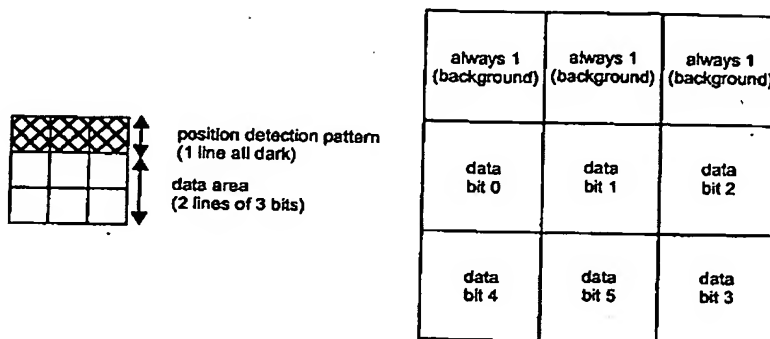 position detection pattern
(1 line all dark)
data area
(2 lines of 3 bits)
always 1
(background)
always 1
(background)
always 1
(background)
data
bit 0
data
bit 1
data
bit 2
data
bit 4
data
bit 5
data
bit 3